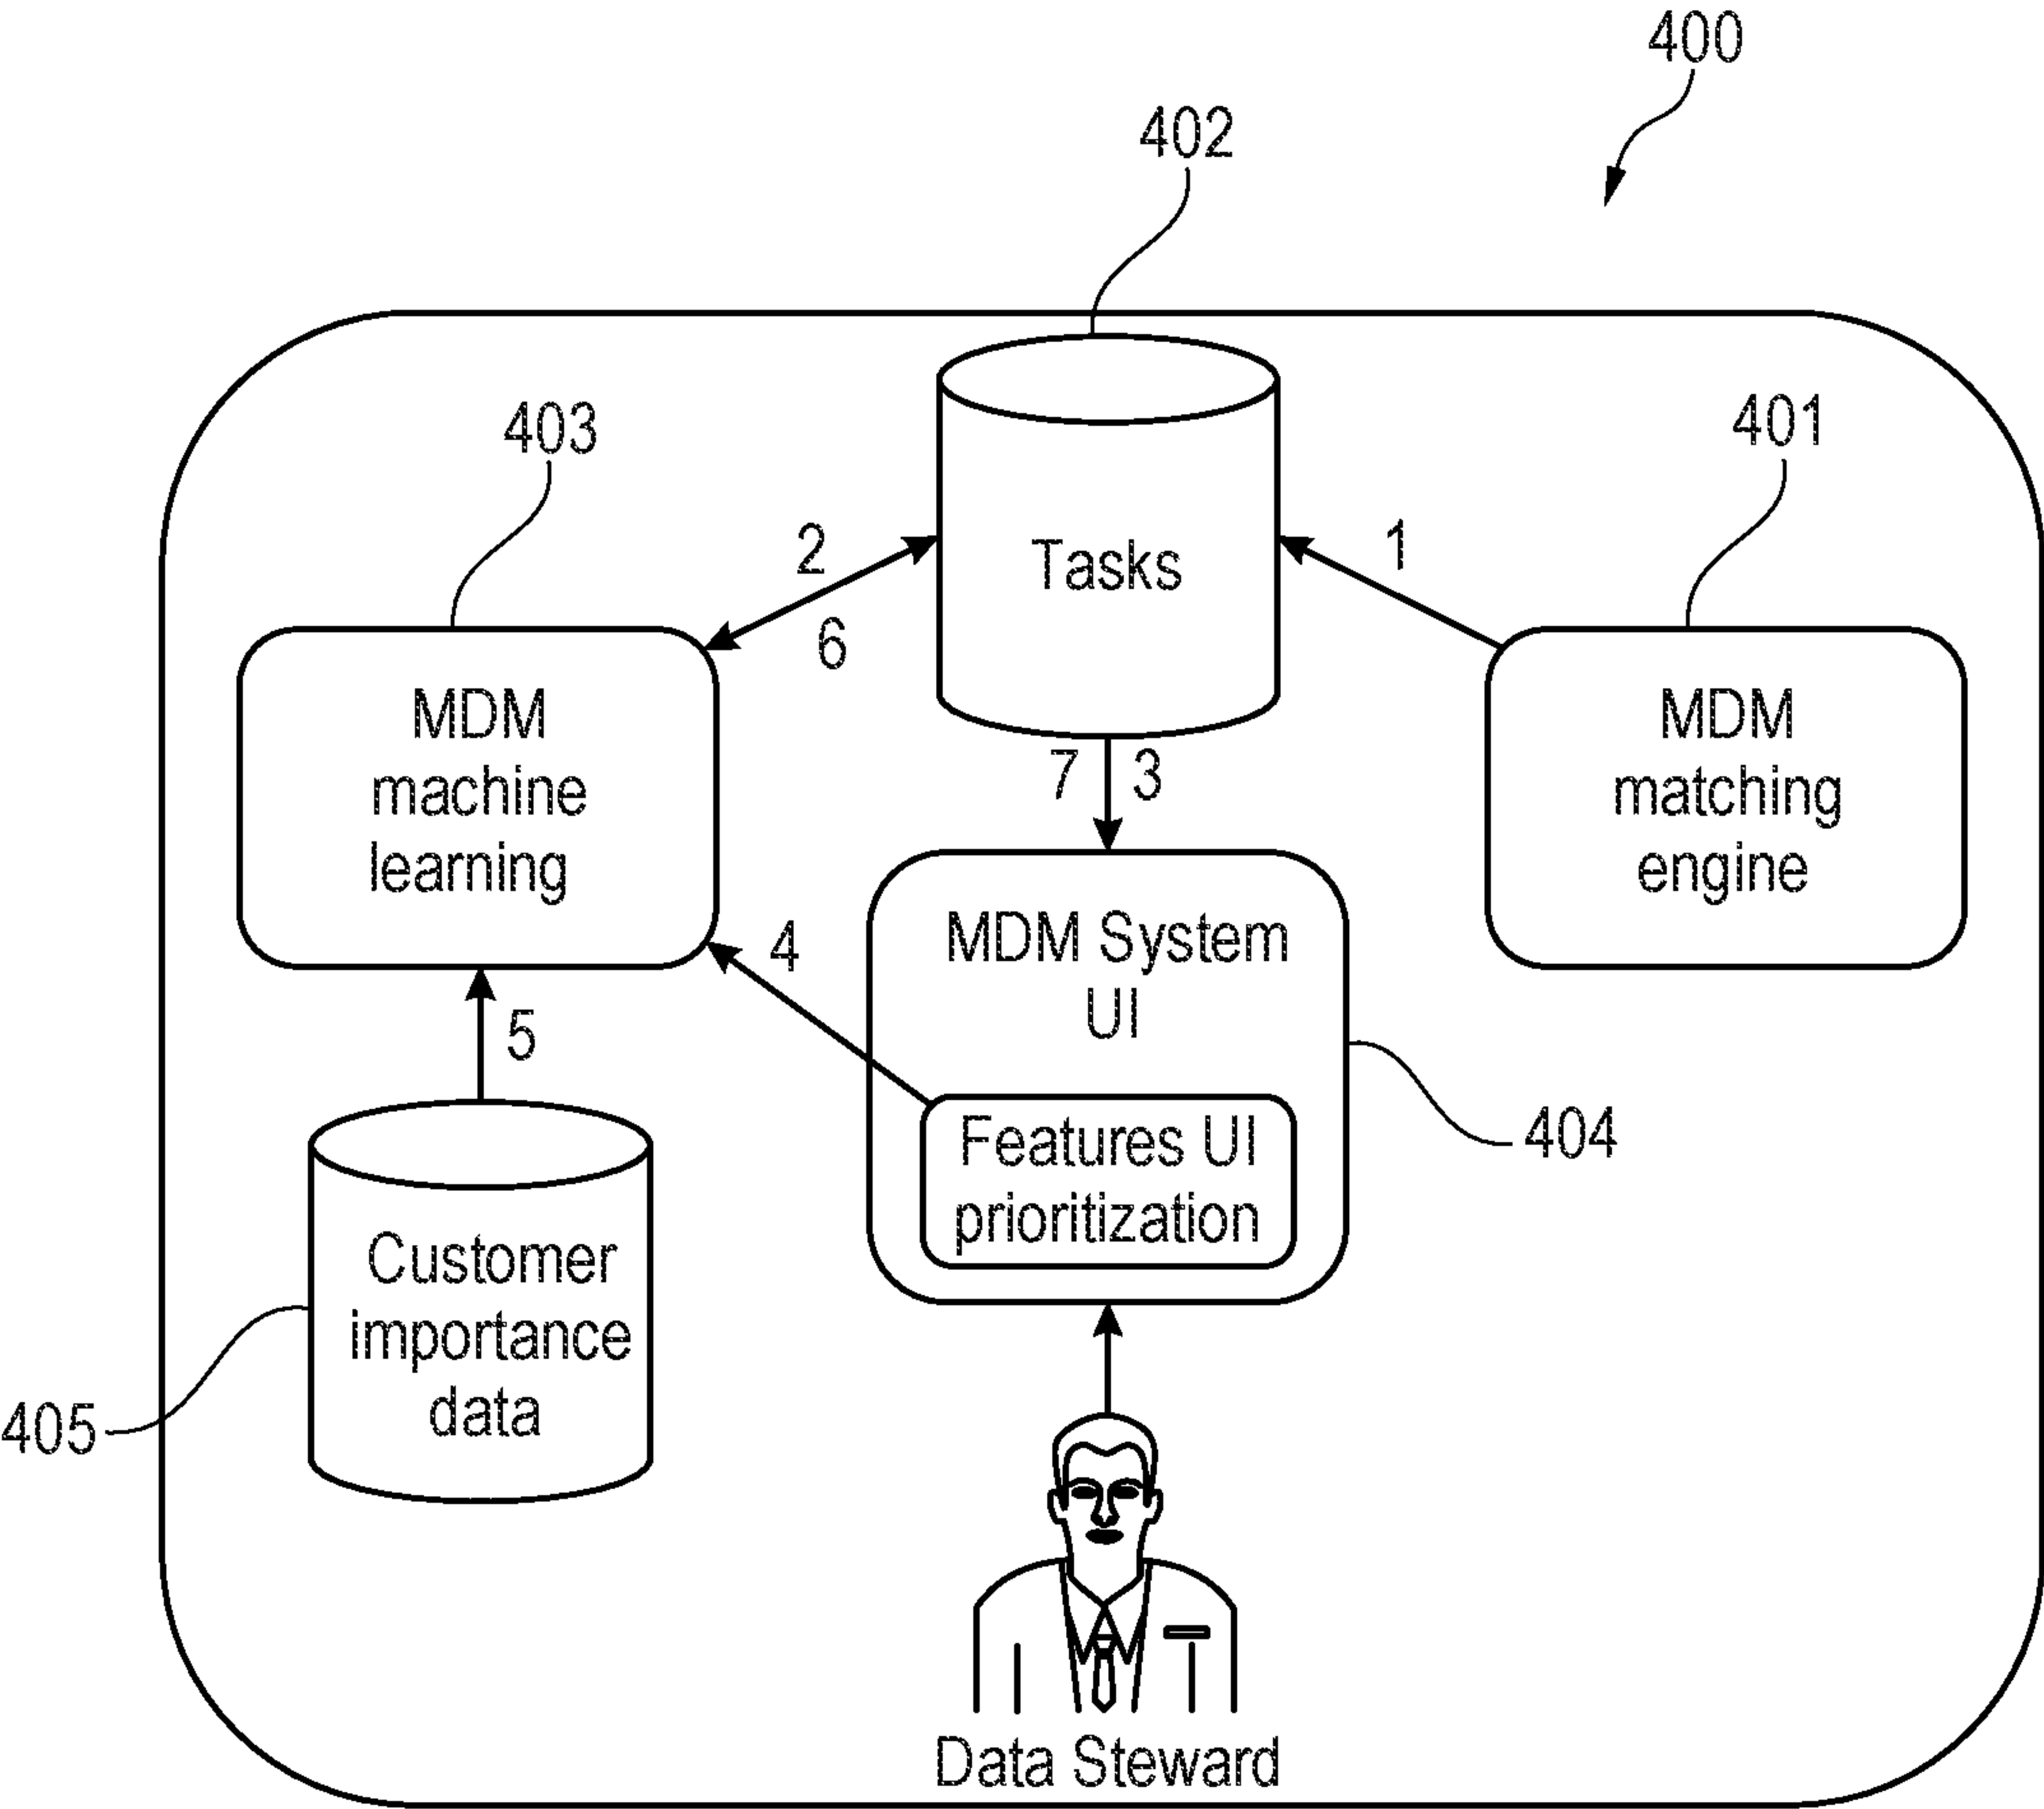 400
402
403
401
2
1
Tasks
6
MDM
machine
learning
MDM
matching
engine
7
3
4
MDM System
UI
5
Features UI
prioritization
404
Customer
importance
data
405
Data Steward